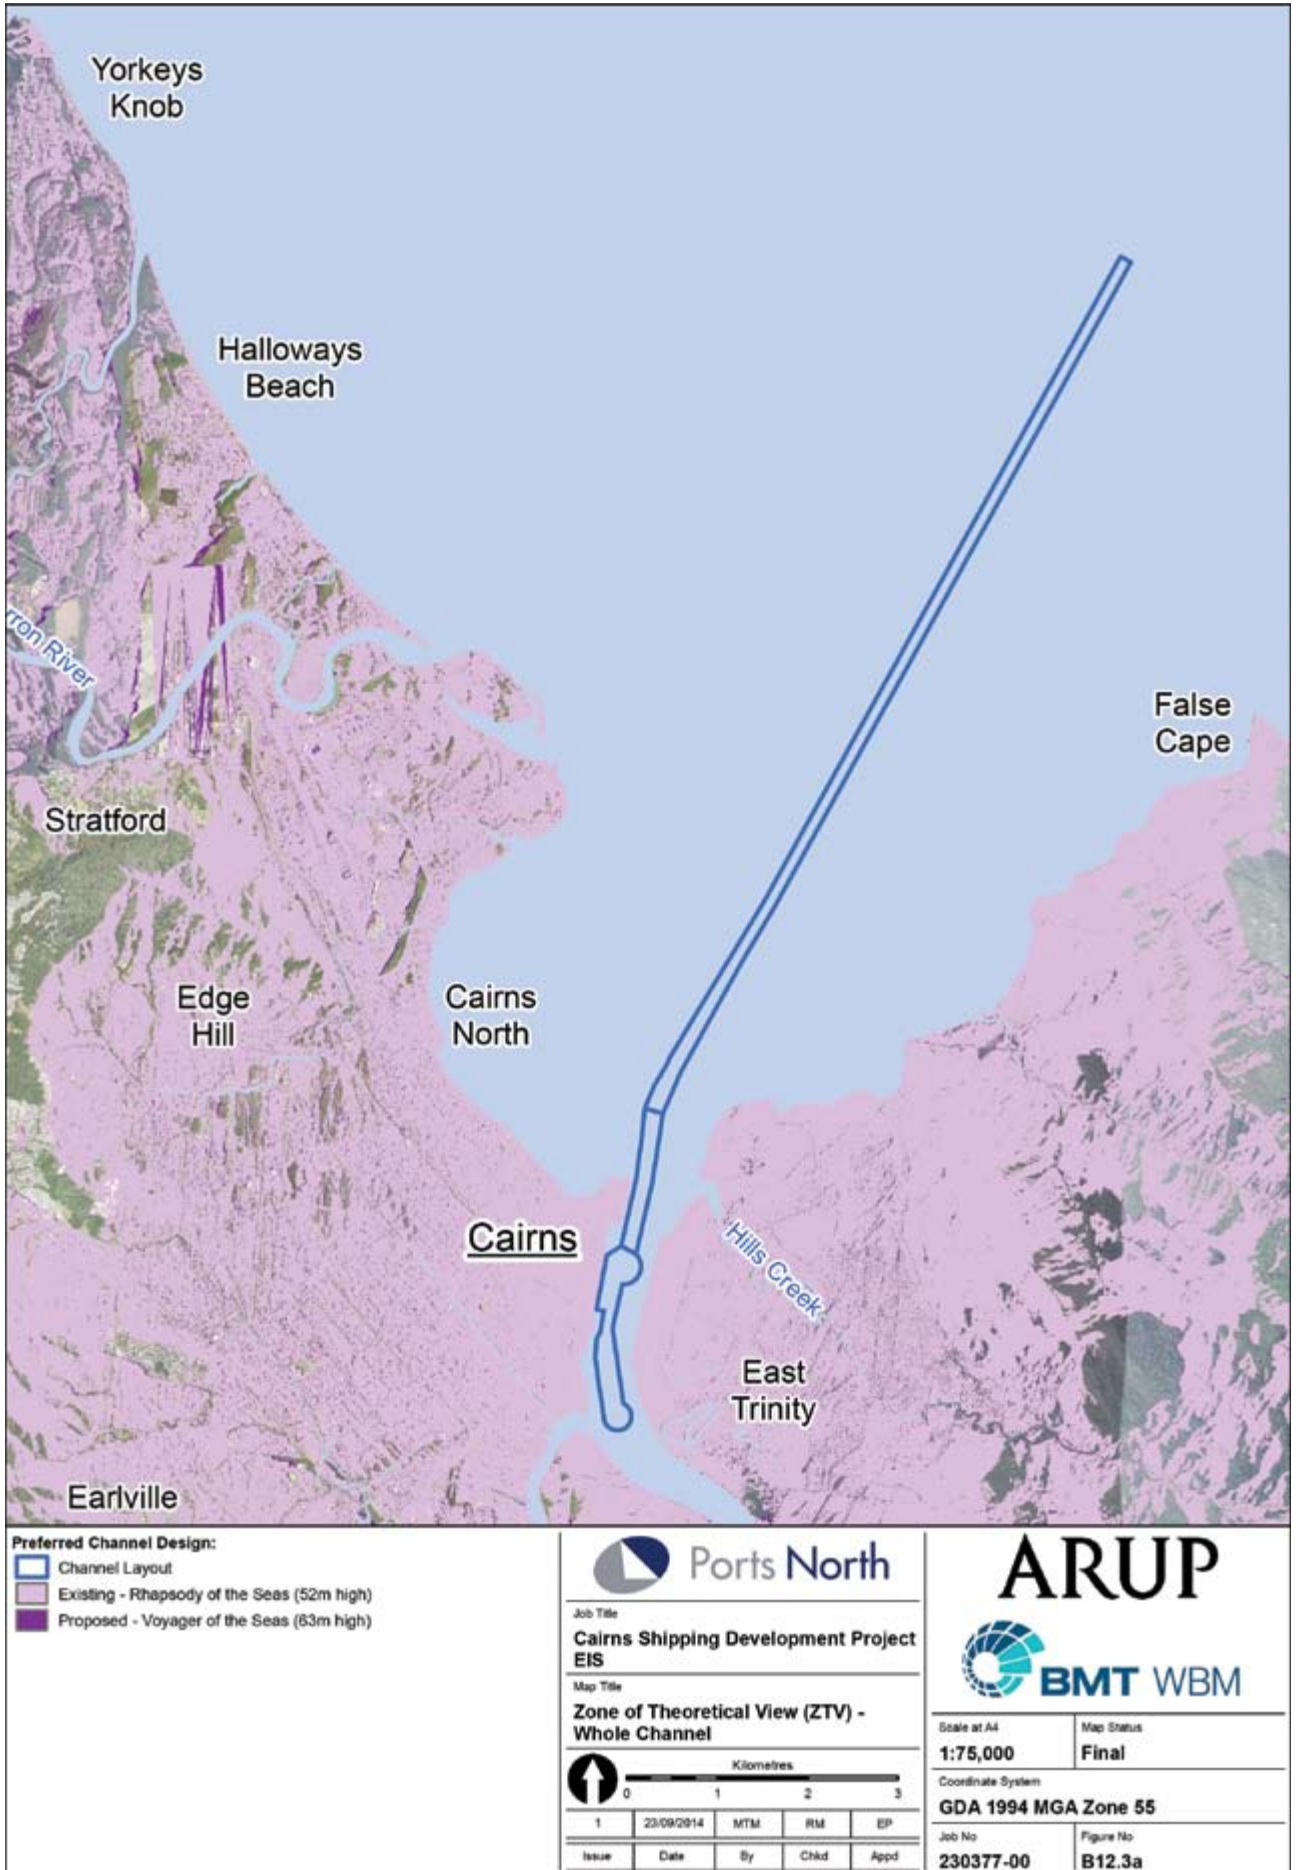 Yorkeys
Knob
Halloways
Beach
rron River
False
Cape
Stratford
Edge
Hill
Cairns
North
Cairns
Hills Creek
East
Trinity
Earlville
Preferred Channel Design:
Channel Layout
Existing - Rhapsody of the Seas (52m high)
Proposed - Voyager of the Seas (63m high)
Ports North
Job Title
Cairns Shipping Development Project
EIS
Map Title
Zone of Theoretical View (ZTV) -
Whole Channel
Kilometres
0 1 2 3
1 23/09/2014 MTM RM EP
Issue Date By Chkd Appd
ARUP
BMT WBM
Scale at A4
1:75,000
Map Status
Final
Coordinate System
GDA 1994 MGA Zone 55
Job No
230377-00
Figure No
B12.3a